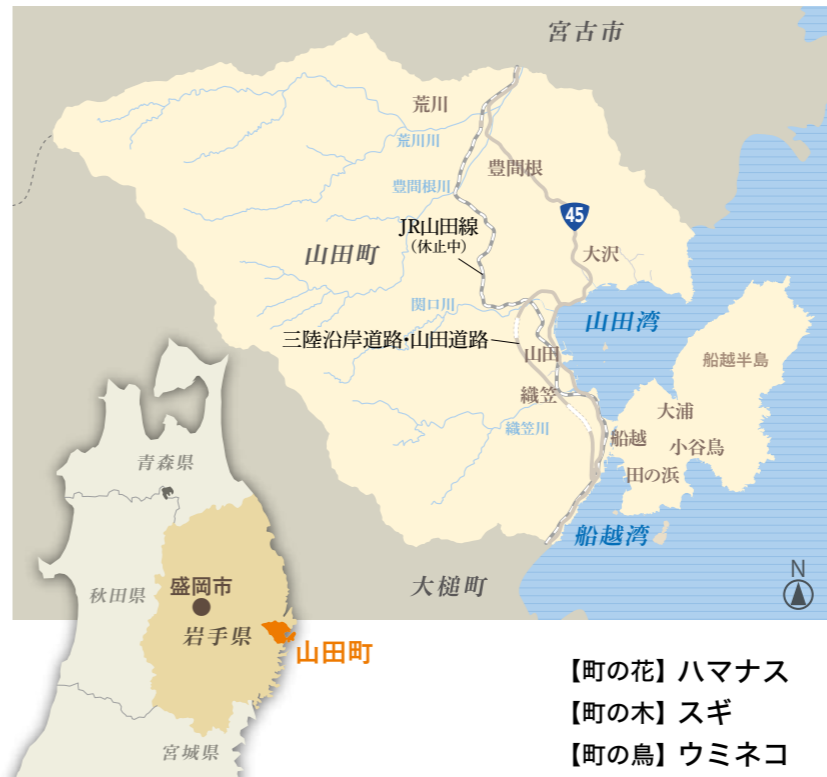 宮古市
荒川
荒川川
豊間根
豊間根川
45
JR山田線
(休止中)
山田町
大沢
関口川
山田湾
三陸沿岸道路・山田道路
山田
船越半島
織笠
大浦
織笠川
船越
小谷鳥
田の浜
船越湾
大槌町
N
青森県
秋田県
盛岡市
岩手県
山田町
宮城県
【町の花】ハマナス
【町の木】スギ
【町の鳥】ウミネコ